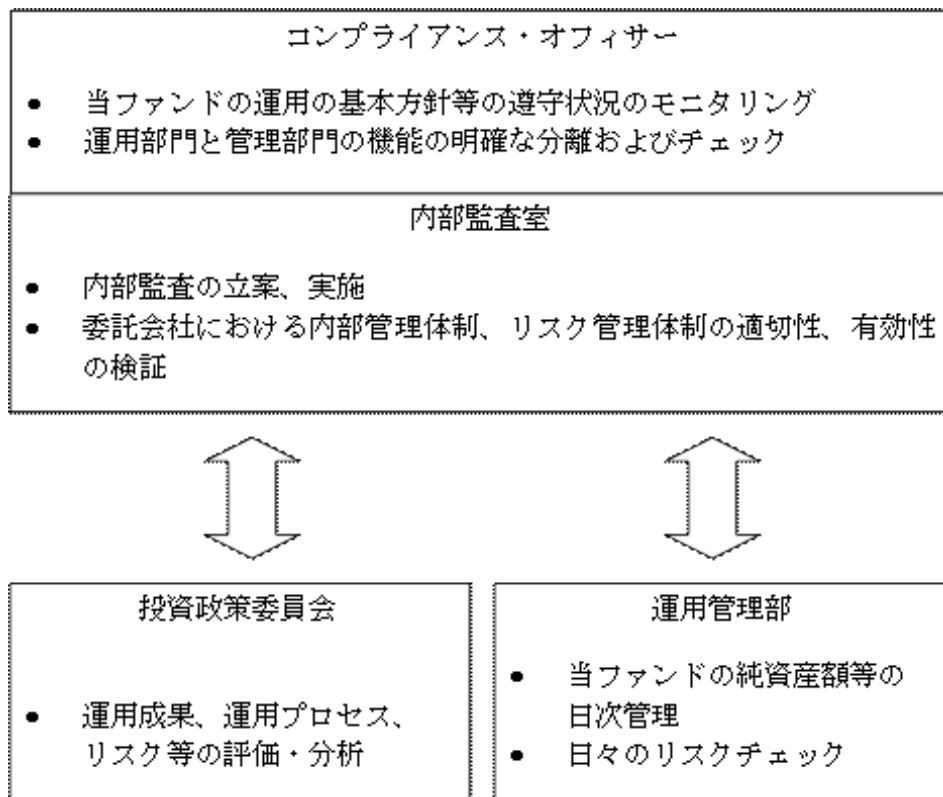 コンプライアンス・オフィサー
● 当ファンドの運用の基本方針等の遵守状況のモニタリング
● 運用部門と管理部門の機能の明確な分離およびチェック
内部監査室
● 内部監査の立案、実施
● 委託会社における内部管理体制、リスク管理体制の適切性、有効性
の検証
投資政策委員会
● 運用成果、運用プロセス、
リスク等の評価・分析
運用管理部
● 当ファンドの純資産額等の
日次管理
● 日々のリスクチェック